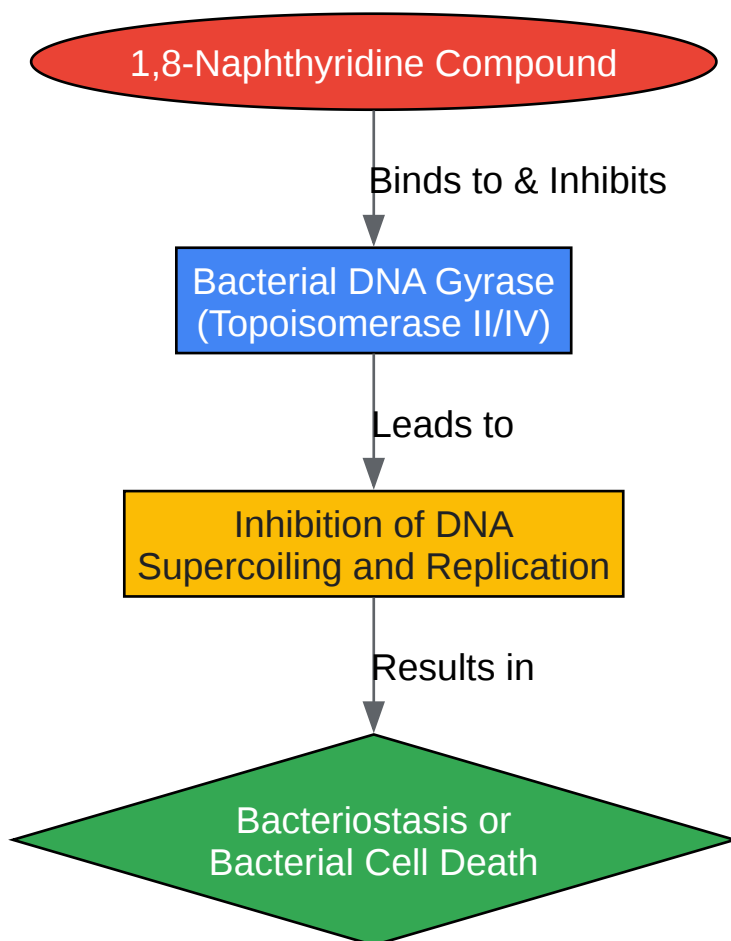 1,8-Naphthyridine Compound
Binds to & Inhibits
Bacterial DNA Gyrase
(Topoisomerase II/IV)
Leads to
Inhibition of DNA
Supercoiling and Replication
Results in
Bacteriostasis or
Bacterial Cell Death